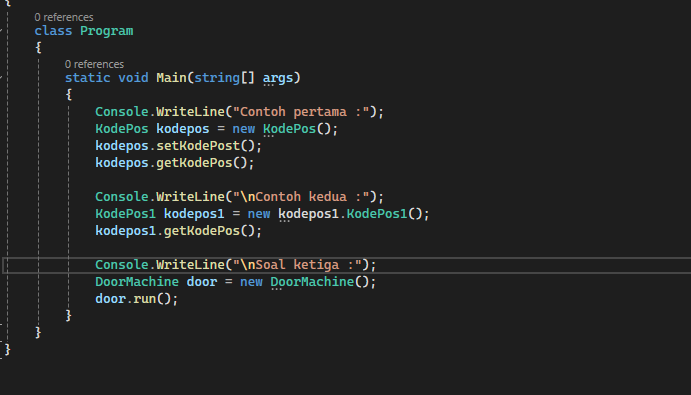 {
0 references
class Program
{
0 references
static void Main(string[] args)
{
Console.WriteLine("Contoh pertama :");
KodePos kodepos = new KodePos();
kodepos.setKodePost();
kodepos.getKodePos();
Console.WriteLine("\nContoh kedua :");
KodePos1 kodepos1 = new kodepos1.KodePos1();
kodepos1.getKodePos();
Console.WriteLine("\nSoal ketiga :");
DoorMachine door = new DoorMachine();
door.run();
}
}
}